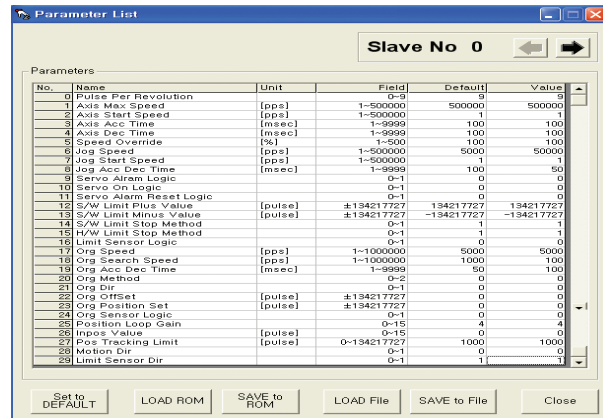 Parameter List
Slave No 0
Parameters
No. Name Unit Field Default Value
0 Pulse Per Revolution 0~9 9 9
1 Axis Max Speed [pps] 1~500000 500000 500000
2 Axis Start Speed [pps] 1~500000 1 1
3 Axis Acc Time [msec] 1~9999 100 100
4 Axis Dec Time [msec] 1~9999 100 100
5 Speed Override [%] 1~500 100 100
6 Jog Speed [pps] 1~500000 5000 50000
7 Jog Start Speed [pps] 1~500000 1 1
8 Jog Acc Dec Time [msec] 1~9999 100 50
9 Servo Alram Logic 0~1 0 0
10 Servo On Logic 0~1 0 0
11 Servo Alarm Reset Logic 0~1 0 0
12 S/W Limit Plus Value [pulse] ±134217727 134217727 134217727
13 S/W Limit Minus Value [pulse] ±134217727 -134217727 -134217727
14 S/W Limit Stop Method 0~1 1 1
15 H/W Limit Stop Method 0~1 1 1
16 Limit Sensor Logic 0~1 0 0
17 Org Speed [pps] 1~1000000 5000 5000
18 Org Search Speed [pps] 1~1000000 1000 100
19 Org Acc Dec Time [msec] 1~9999 50 100
20 Org Method 0~2 0 0
21 Org Dir 0~1 0 0
22 Org OffSet [pulse] ±134217727 0 0
23 Org Position Set [pulse] ±134217727 0 0
24 Org Sensor Logic 0~1 0 0
25 Position Loop Gain 0~15 4 4
26 Inpos Value [pulse] 0~15 0 0
27 Pos Tracking Limit [pulse] 0~134217727 1000 1000
28 Motion Dir 0~1 0 0
29 Limit Sensor Dir 0~1 1 1
Set to DEFAULT LOAD ROM SAVE to ROM LOAD File SAVE to File Close